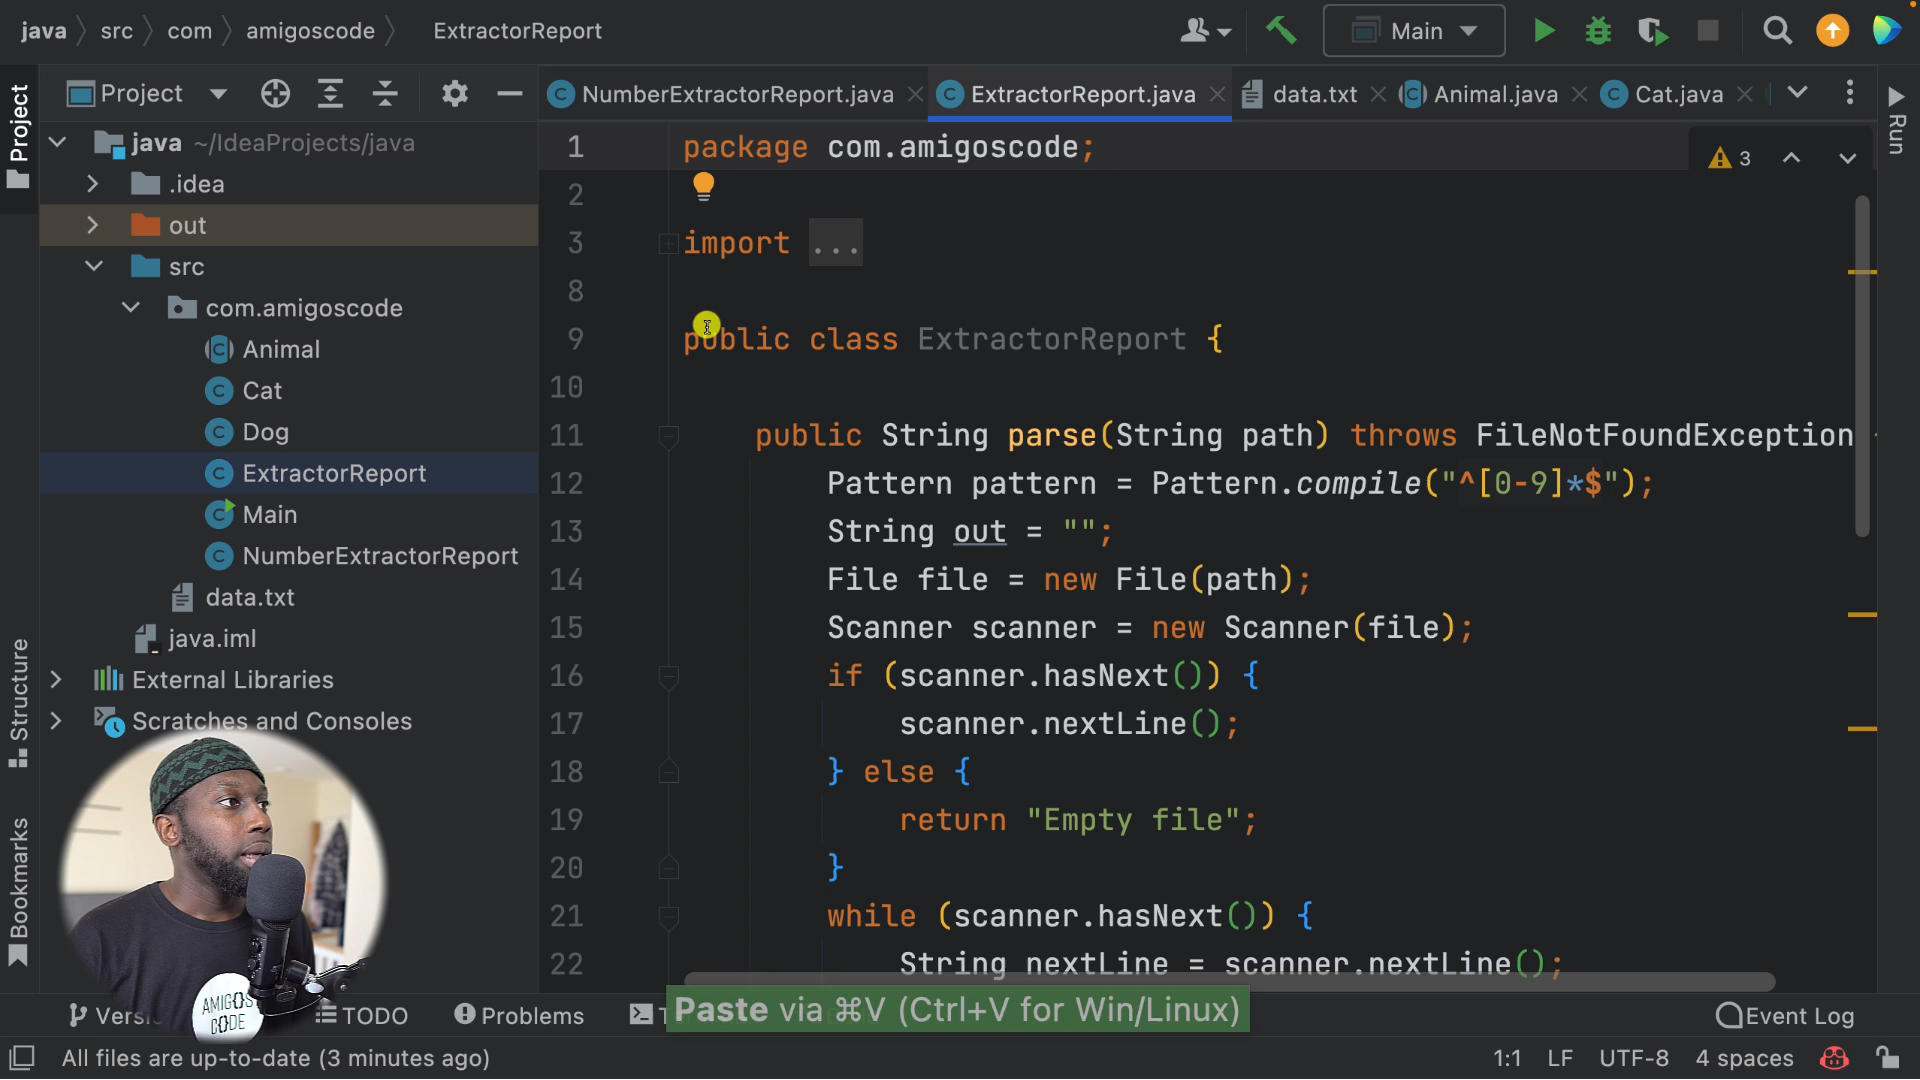 java src com amigoscode ExtractorReport Main
Project
Project
NumberExtractorReport.java ExtractorReport.java data.txt Animal.java Cat.java
java ~/IdeaProjects/java
.idea
out
src
com.amigoscode
Animal
Cat
Dog
ExtractorReport
Main
NumberExtractorReport
data.txt
java.iml
External Libraries
Scratches and Consoles
Structure
Bookmarks
Run
3
1 package com.amigoscode;
2
3 import ...
8
9 public class ExtractorReport {
10
11 public String parse(String path) throws FileNotFoundException
12 Pattern pattern = Pattern.compile("^[0-9]*$");
13 String out = "";
14 File file = new File(path);
15 Scanner scanner = new Scanner(file);
16 if (scanner.hasNext()) {
17 scanner.nextLine();
18 } else {
19 return "Empty file";
20 }
21 while (scanner.hasNext()) {
22 String nextLine = scanner.nextLine();
AMIGOS
CODE
TODO Problems Event Log
Paste via ⌘V (Ctrl+V for Win/Linux)
All files are up-to-date (3 minutes ago) 1:1 LF UTF-8 4 spaces